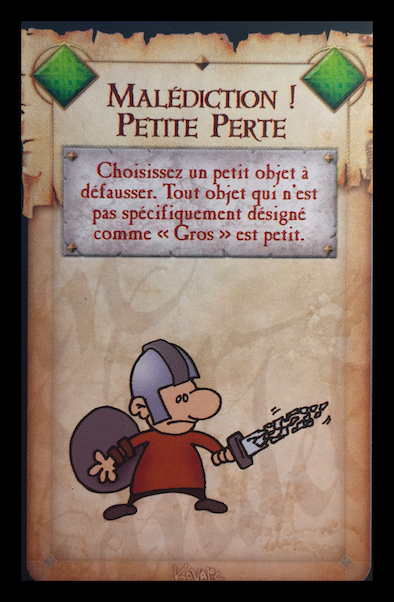 Malédiction !
Petite Perte
Choisissez un petit objet à
défausser. Tout objet qui n'est
pas spécifiquement désigné
comme « Gros » est petit.
Kovalic